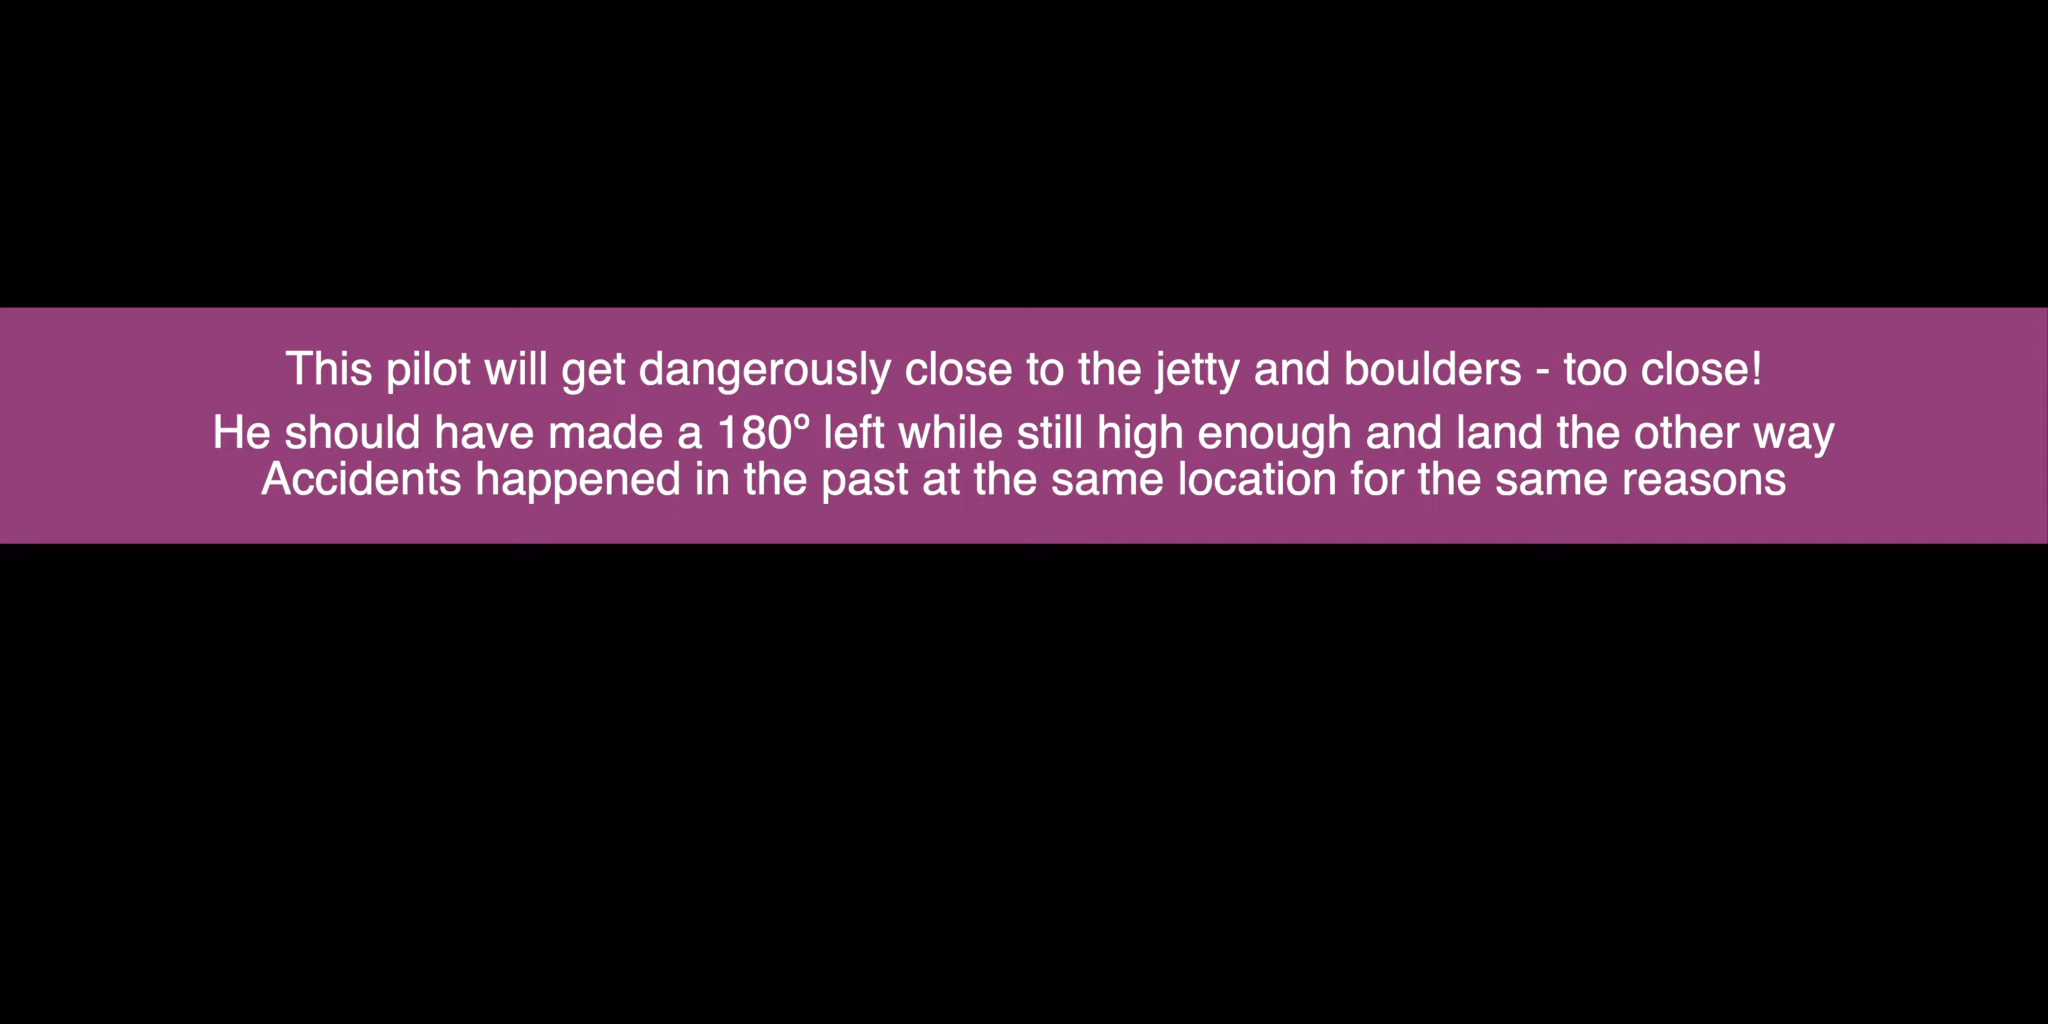 This pilot will get dangerously close to the jetty and boulders - too close!
He should have made a 180º left while still high enough and land the other way
Accidents happened in the past at the same location for the same reasons